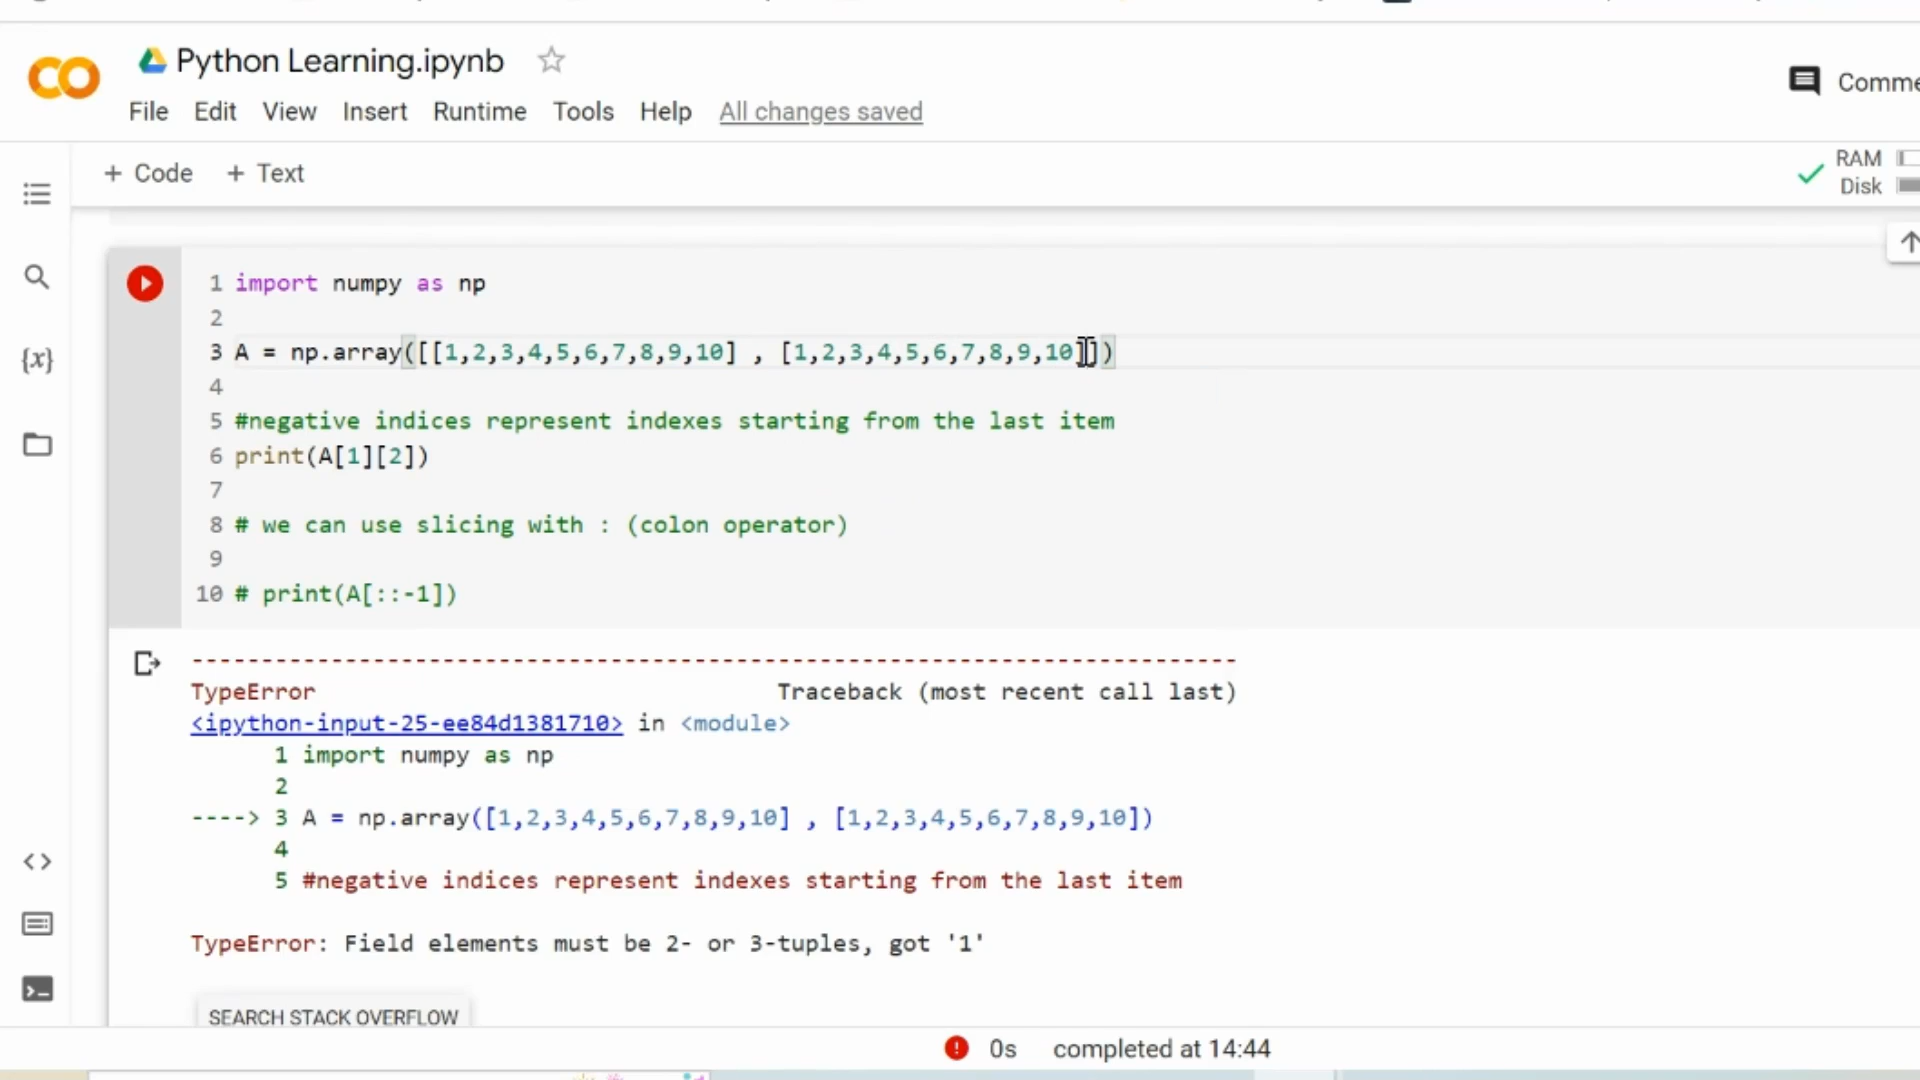 Python Learning.ipynb
File Edit View Insert Runtime Tools Help All changes saved
+ Code + Text
RAM
Disk
1 import numpy as np
2
3 A = np.array([[1,2,3,4,5,6,7,8,9,10] , [1,2,3,4,5,6,7,8,9,10]])
4
5 #negative indices represent indexes starting from the last item
6 print(A[1][2])
7
8 # we can use slicing with : (colon operator)
9
10 # print(A[::-1])
---------------------------------------------------------------------------
TypeError Traceback (most recent call last)
<ipython-input-25-ee84d1381710> in <module>
1 import numpy as np
2
----> 3 A = np.array([1,2,3,4,5,6,7,8,9,10] , [1,2,3,4,5,6,7,8,9,10])
4
5 #negative indices represent indexes starting from the last item
TypeError: Field elements must be 2- or 3-tuples, got '1'
SEARCH STACK OVERFLOW
0s completed at 14:44